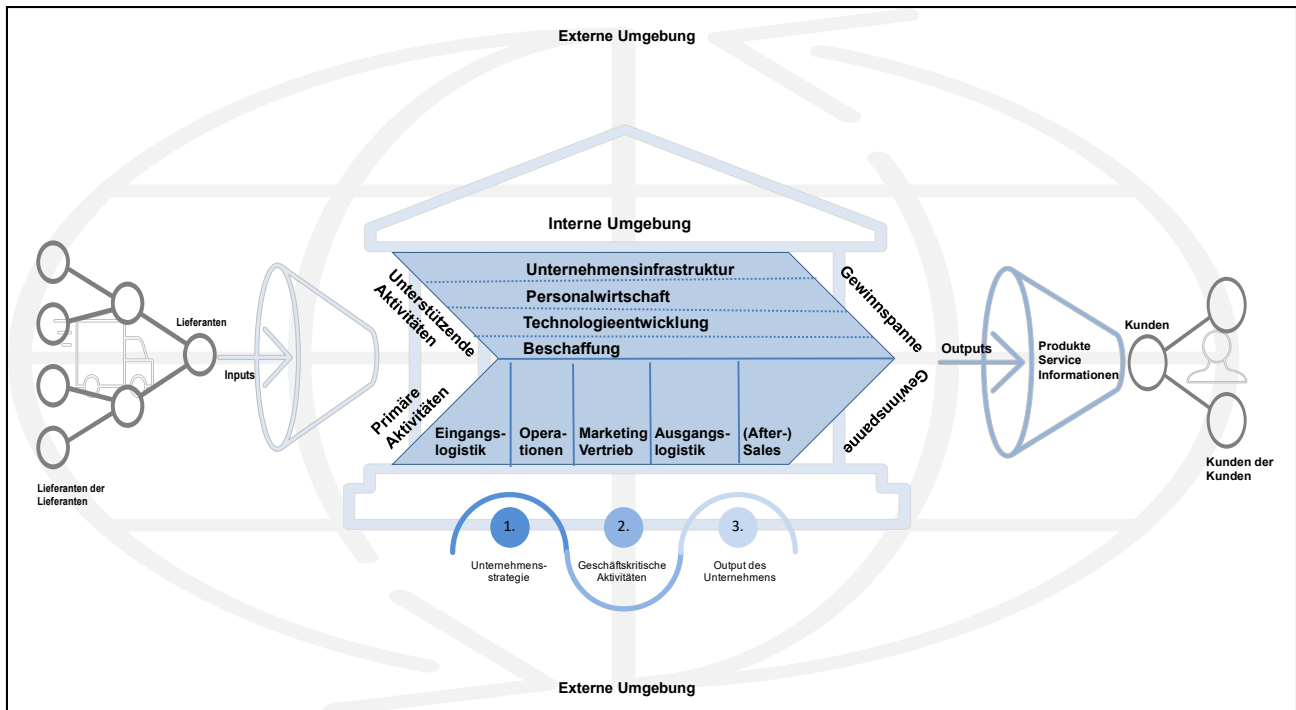 Externe Umgebung
Interne Umgebung
Unterstützende
Aktivitäten
Unternehmensinfrastruktur
Personalwirtschaft
Technologieentwicklung
Beschaffung
Gewinnspanne
Lieferanten
Inputs
Lieferanten der
Lieferanten
Primäre
Aktivitäten
Eingangs-
logistik
Opera-
tionen
Marketing
Vertrieb
Ausgangs-
logistik
(After-)
Sales
Gewinnspanne
Outputs
Produkte
Service
Informationen
Kunden
Kunden der
Kunden
1.
Unternehmens-
strategie
2.
Geschäftskritische
Aktivitäten
3.
Output des
Unternehmens
Externe Umgebung